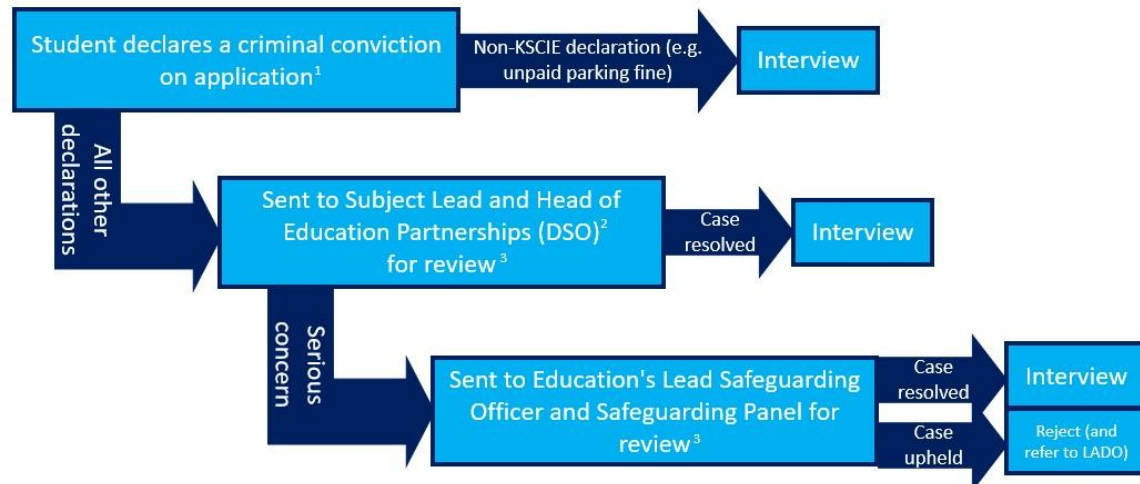 Student declares a criminal conviction
on application¹
Non-KSCIE declaration (e.g.
unpaid parking fine)
Interview
All other
declarations
Sent to Subject Lead and Head of
Education Partnerships (DSO)²
for review³
Case
resolved
Interview
Serious
concern
Sent to Education's Lead Safeguarding
Officer and Safeguarding Panel for
review³
Case
resolved
Interview
Case
upheld
Reject (and
refer to LADO)